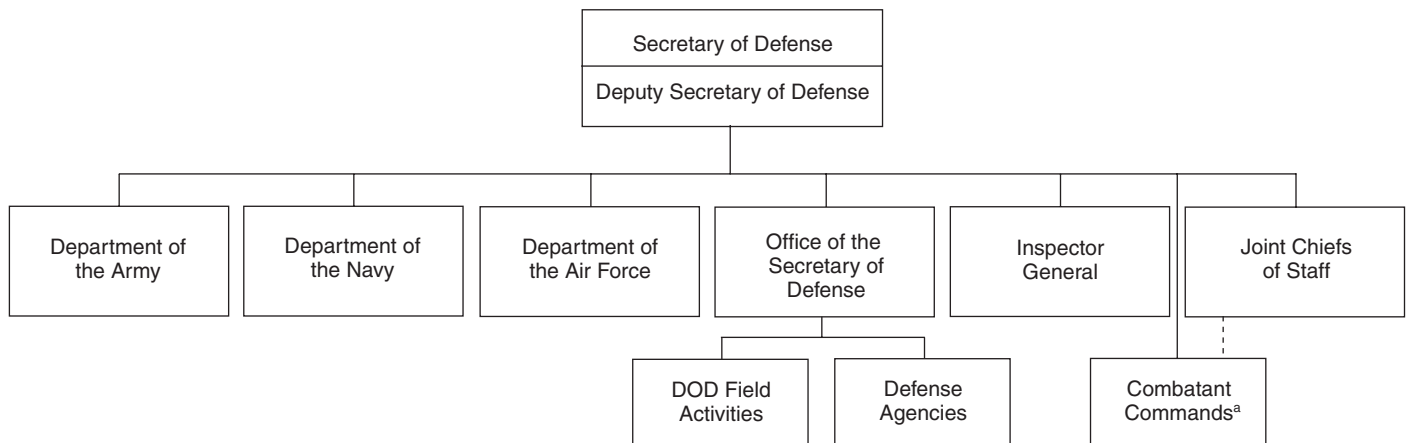 Secretary of Defense
Deputy Secretary of Defense
Department of
the Army
Department of
the Navy
Department of
the Air Force
Office of the
Secretary of
Defense
Inspector
General
Joint Chiefs
of Staff
DOD Field
Activities
Defense
Agencies
Combatant
Commandsᵃ